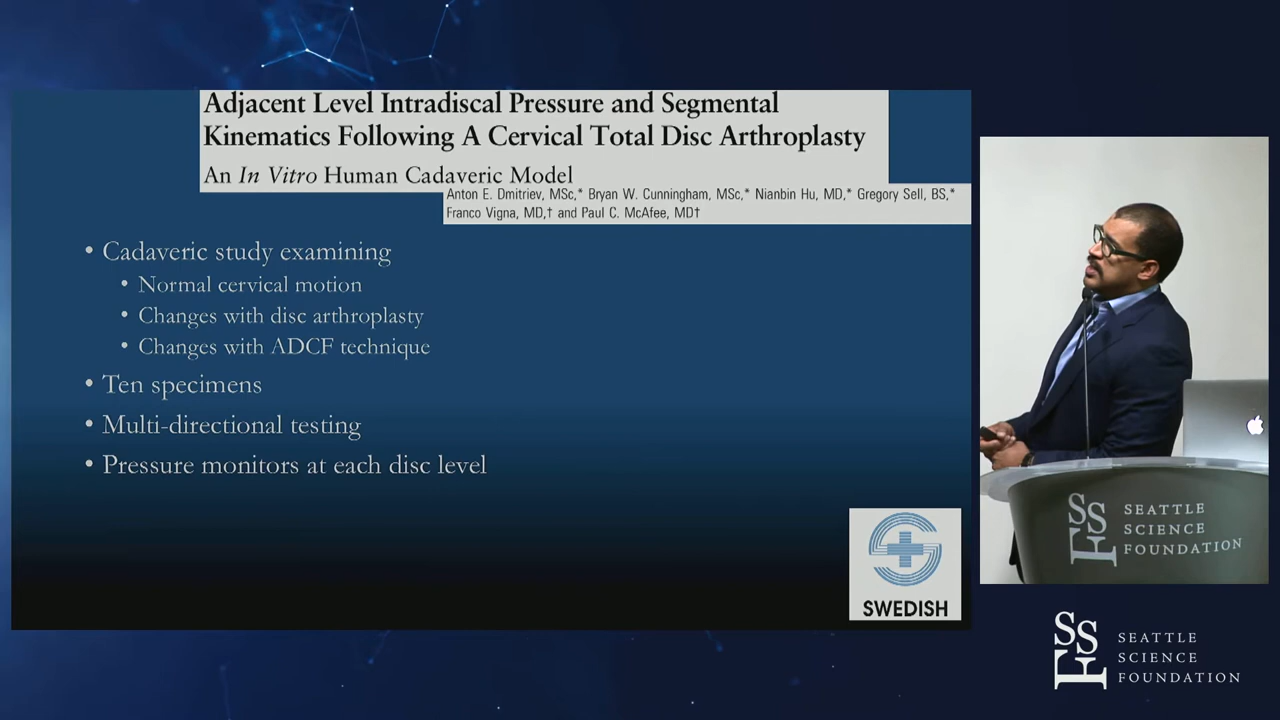 Adjacent Level Intradiscal Pressure and Segmental
Kinematics Following A Cervical Total Disc Arthroplasty
An In Vitro Human Cadaveric Model
Anton E. Dmitriev, MSc,* Bryan W. Cunningham, MSc,* Nianbin Hu, MD,* Gregory Sell, BS,*
Franco Vigna, MD,† and Paul C. McAfee, MD†
• Cadaveric study examining
• Normal cervical motion
• Changes with disc arthroplasty
• Changes with ADCF technique
• Ten specimens
• Multi-directional testing
• Pressure monitors at each disc level
SWEDISH
SSF
SEATTLE
SCIENCE
FOUNDATION
SSF
SEATTLE
SCIENCE
FOUNDATION